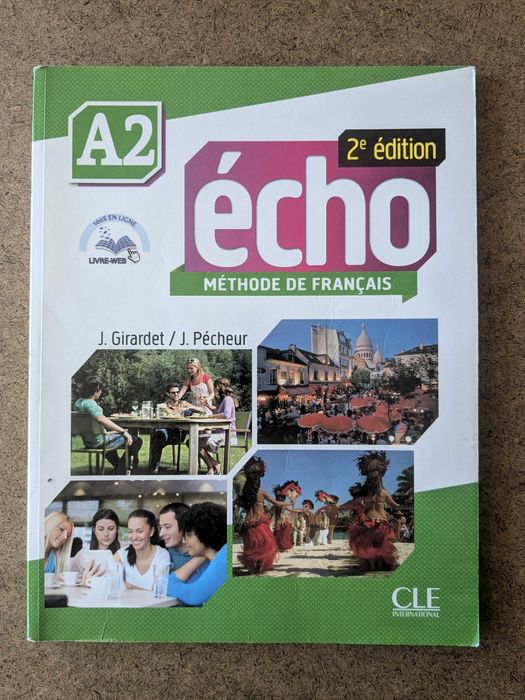 A2
2e édition
écho
MÉTHODE DE FRANÇAIS
100% EN LIGNE
LIVRE-WEB
J. Girardet / J. Pécheur
CLE
INTERNATIONAL